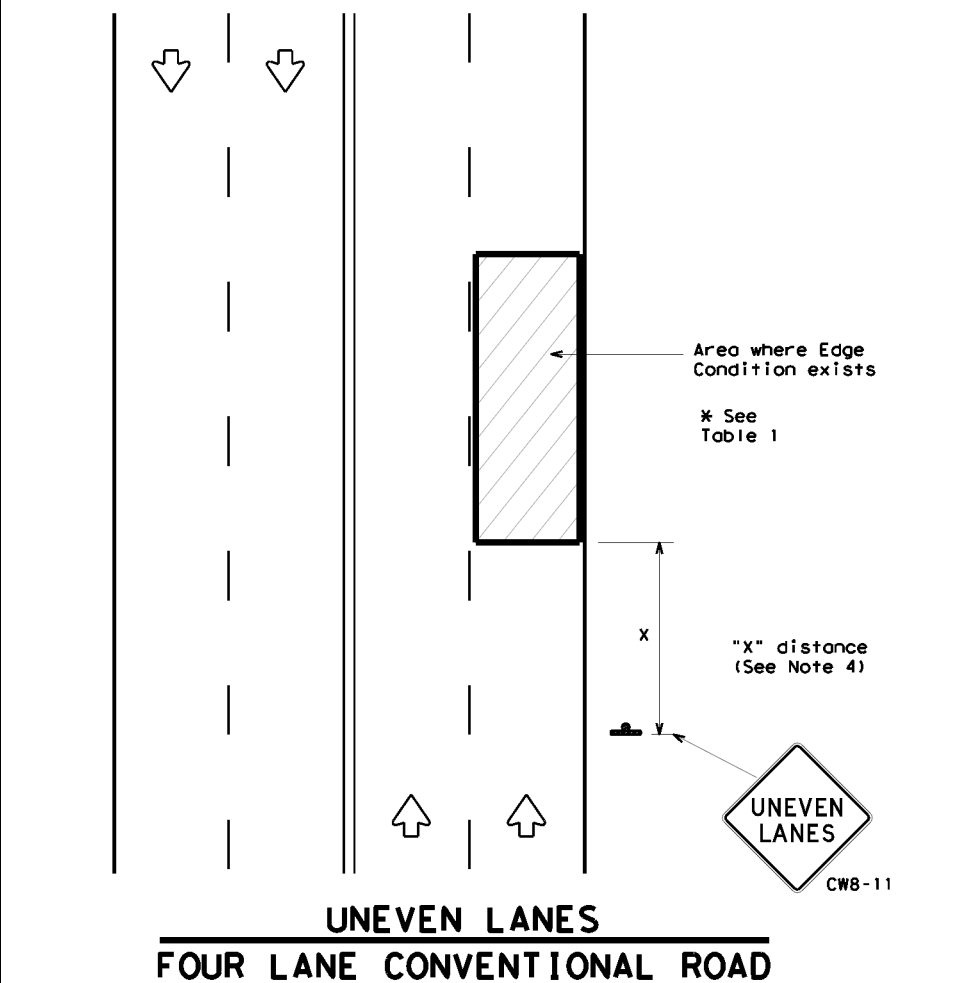 Area where Edge
Condition exists
* See
Table 1
X
"X" distance
(See Note 4)
UNEVEN
LANES
CW8-11
UNEVEN LANES
FOUR LANE CONVENTIONAL ROAD